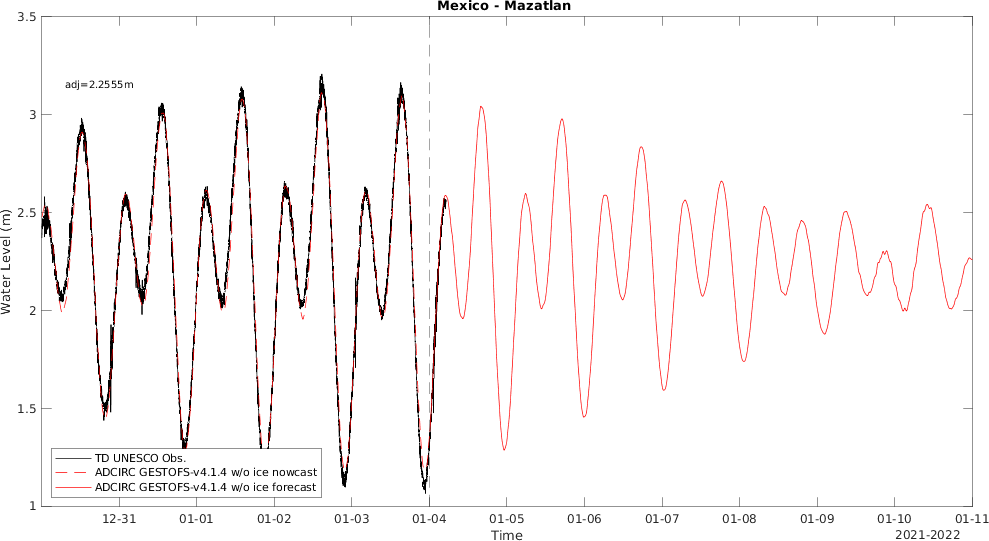 Mexico - Mazatlan
3.5
3
2.5
2
1.5
1
Water Level (m)
adj=2.2555m
TD UNESCO Obs.
ADCIRC GESTOFS-v4.1.4 w/o ice nowcast
ADCIRC GESTOFS-v4.1.4 w/o ice forecast
12-31 01-01 01-02 01-03 01-04 01-05 01-06 01-07 01-08 01-09 01-10 01-11
Time
2021-2022